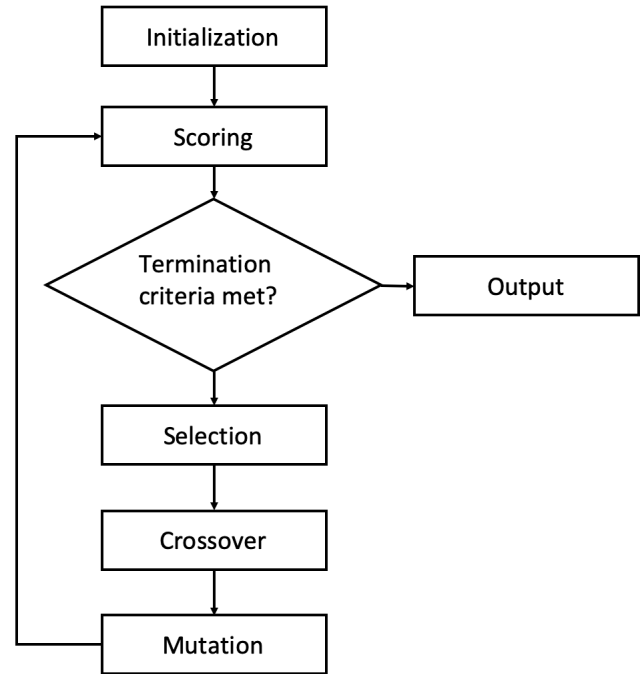 Initialization
Scoring
Termination
criteria met?
Output
Selection
Crossover
Mutation